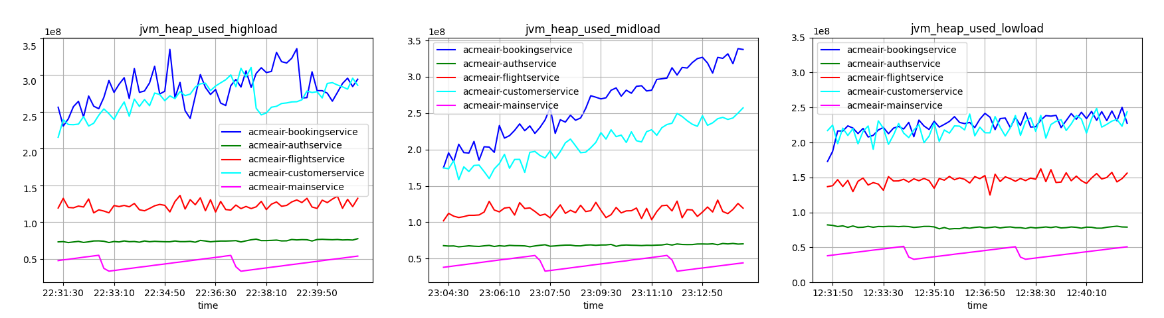 jvm_heap_used_highload
1e8
3.5
3.0
2.5
2.0
1.5
1.0
0.5
acmeair-bookingservice
acmeair-authservice
acmeair-flightservice
acmeair-customerservice
acmeair-mainservice
22:31:30 22:33:10 22:34:50 22:36:30 22:38:10 22:39:50
time
jvm_heap_used_midload
1e8
3.5
3.0
2.5
2.0
1.5
1.0
0.5
0.0
acmeair-bookingservice
acmeair-authservice
acmeair-flightservice
acmeair-customerservice
acmeair-mainservice
23:04:30 23:06:10 23:07:50 23:09:30 23:11:10 23:12:50
time
jvm_heap_used_lowload
1e8
3.5
3.0
2.5
2.0
1.5
1.0
0.5
0.0
acmeair-bookingservice
acmeair-authservice
acmeair-flightservice
acmeair-customerservice
acmeair-mainservice
12:31:50 12:33:30 12:35:10 12:36:50 12:38:30 12:40:10
time